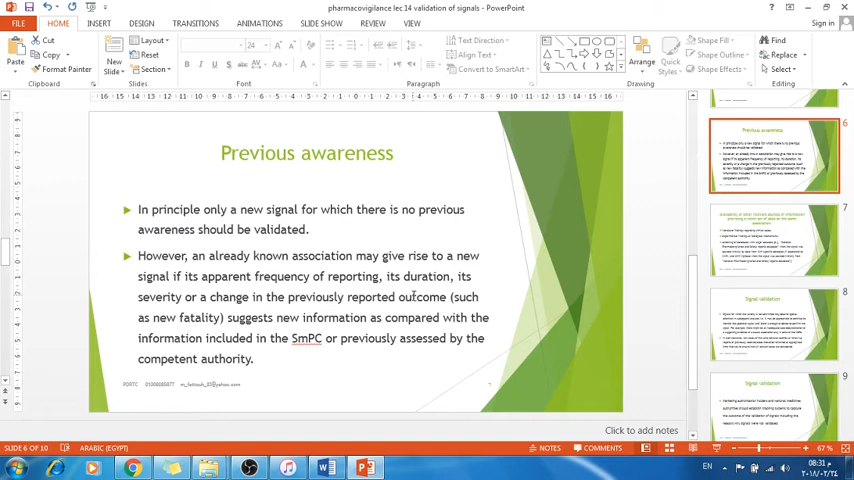 pharmacovigilance lec 14 validation of signals - PowerPoint
Sign in
FILE HOME INSERT DESIGN TRANSITIONS ANIMATIONS SLIDE SHOW REVIEW VIEW
Cut
Copy
Format Painter
Paste
Clipboard
New
Slide
Layout
Reset
Section
Slides
24
Font
Text Direction
Align Text
Convert to SmartArt
Paragraph
Arrange
Quick
Styles
Shape Fill
Shape Outline
Shape Effects
Drawing
Find
Replace
Select
Editing
Previous awareness
In principle only a new signal for which there is no previous
awareness should be validated.
However, an already known association may give rise to a new
signal if its apparent frequency of reporting, its duration, its
severity or a change in the previously reported outcome (such
as new fatality) suggests new information as compared with the
information included in the SmPC or previously assessed by the
competent authority.
6
Previous awareness
7
8
Signal validation
9
Signal validation
Click to add notes
SLIDE 6 OF 10
ARABIC (EGYPT)
NOTES
COMMENTS
67 %
EN
08:31 م
٢٠١٨/٠٢/٢٤